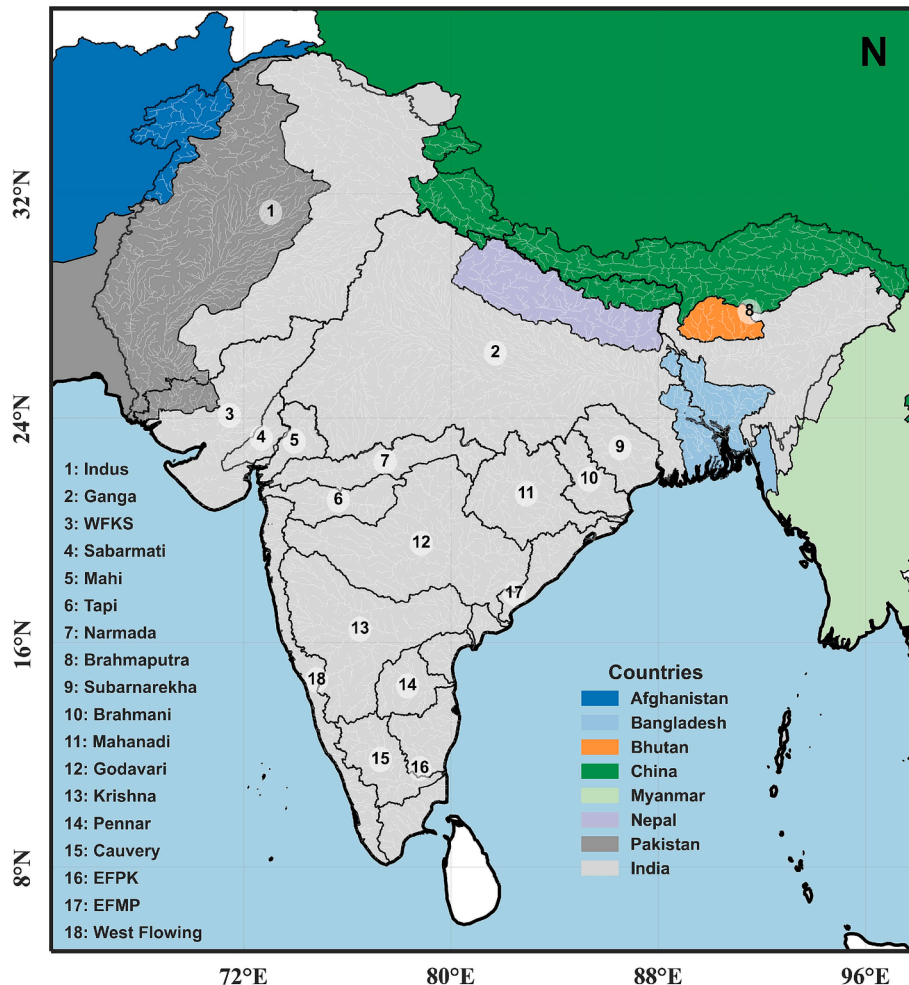 N
32°N
24°N
16°N
8°N
1
2
8
3
4
5
7
9
6
10
11
12
17
13
18
14
15
16
1: Indus
2: Ganga
3: WFKS
4: Sabarmati
5: Mahi
6: Tapi
7: Narmada
8: Brahmaputra
9: Subarnarekha
10: Brahmani
11: Mahanadi
12: Godavari
13: Krishna
14: Pennar
15: Cauvery
16: EFPK
17: EFMP
18: West Flowing
Countries
Afghanistan
Bangladesh
Bhutan
China
Myanmar
Nepal
Pakistan
India
72°E
80°E
88°E
96°E